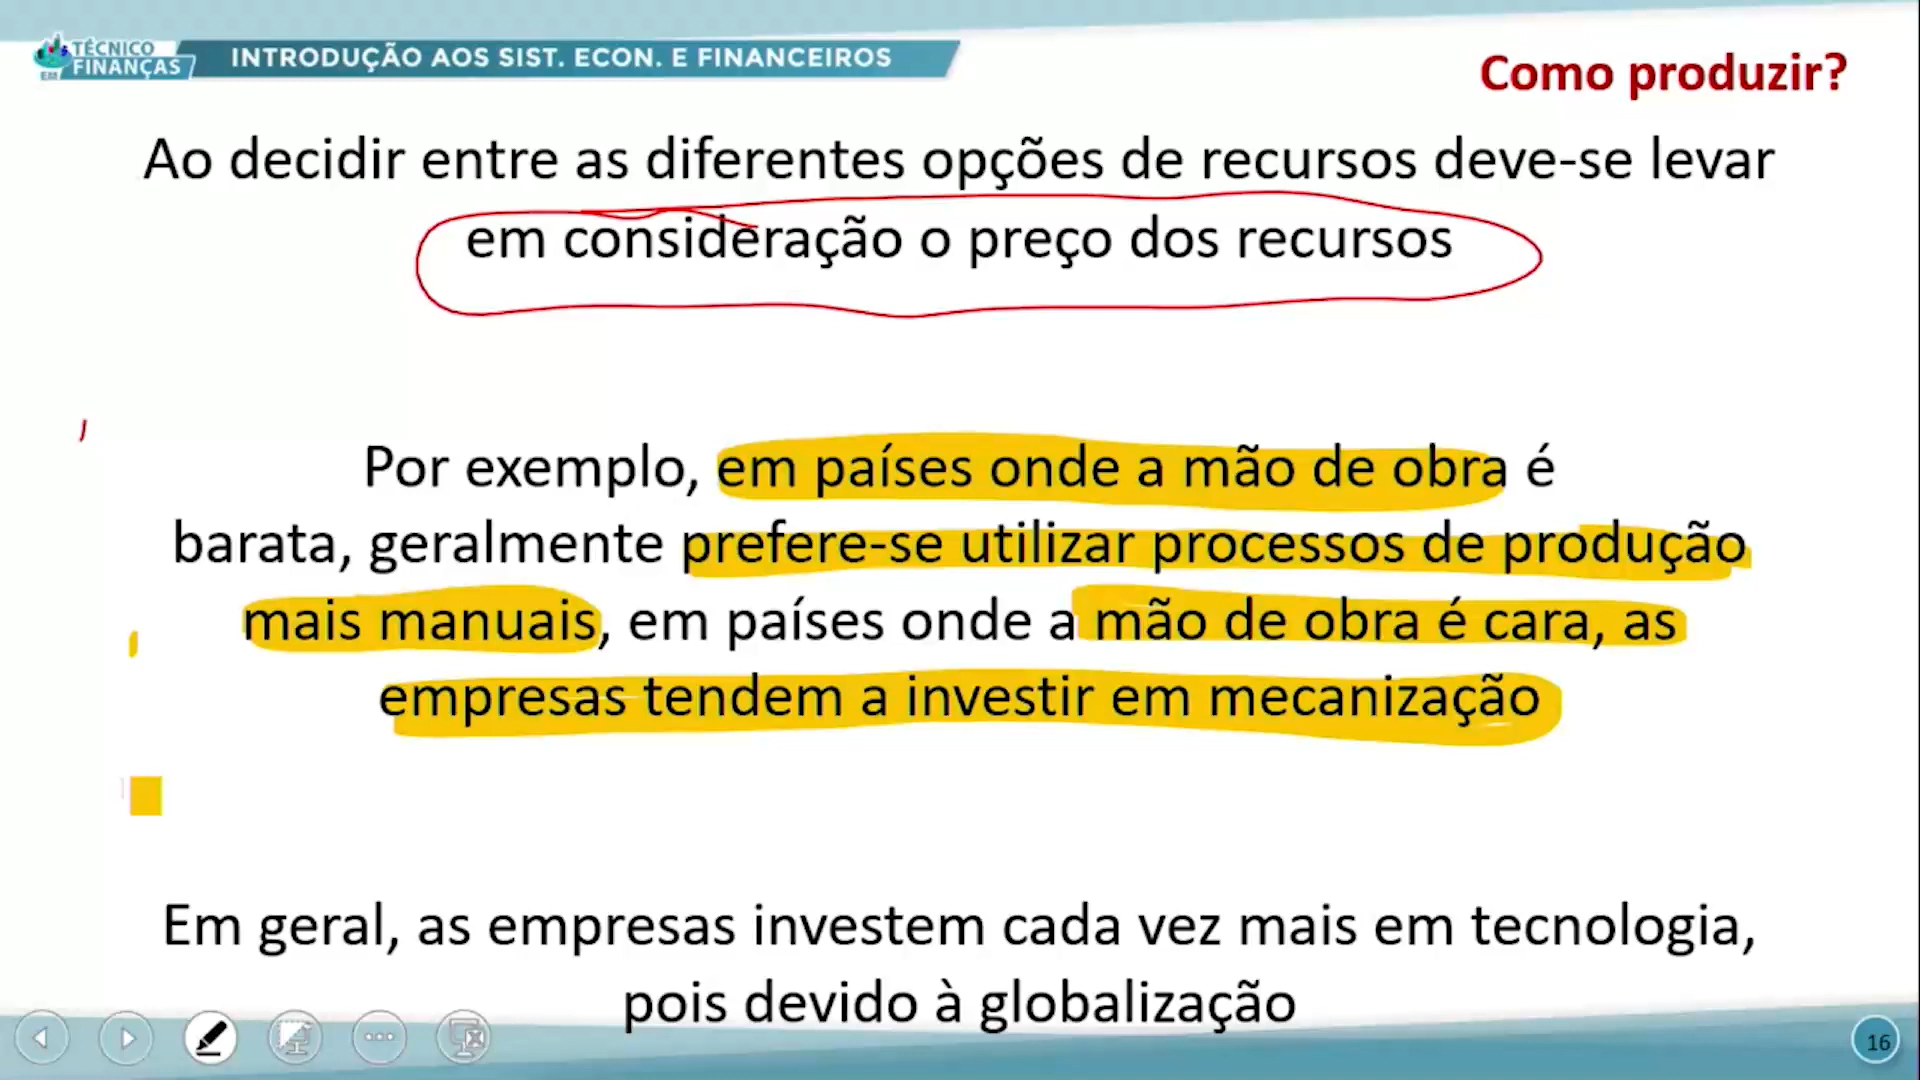 TÉCNICO
EM FINANÇAS
INTRODUÇÃO AOS SIST. ECON. E FINANCEIROS
Como produzir?
Ao decidir entre as diferentes opções de recursos deve-se levar
em consideração o preço dos recursos
Por exemplo, em países onde a mão de obra é
barata, geralmente prefere-se utilizar processos de produção
mais manuais, em países onde a mão de obra é cara, as
empresas tendem a investir em mecanização
Em geral, as empresas investem cada vez mais em tecnologia,
pois devido à globalização
16